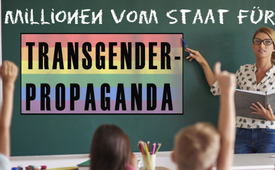 MILLIONEN VOM STAAT FÜR
TRANSGENDER-
PROPAGANDA